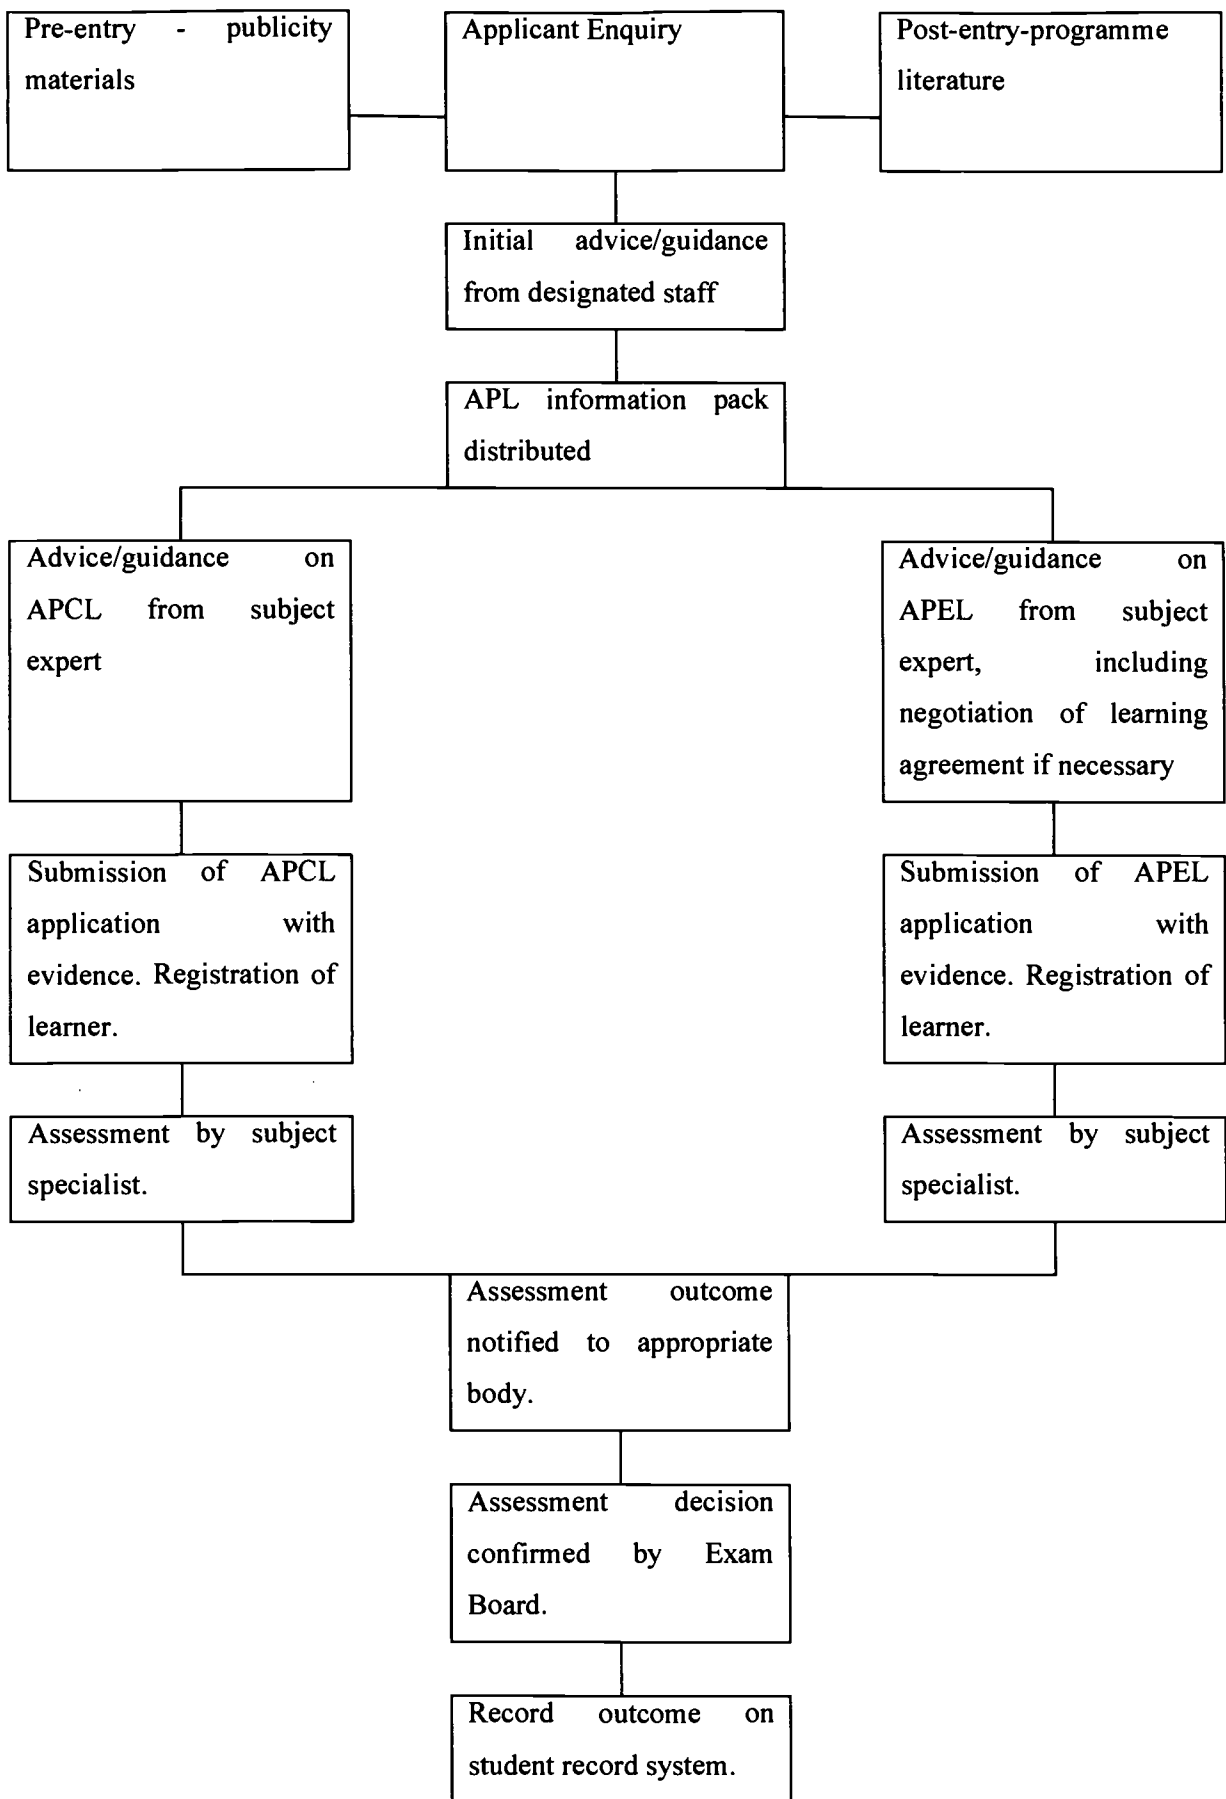 Pre-entry - publicity
materials
Applicant Enquiry
Post-entry-programme
literature
Initial advice/guidance
from designated staff
APL information pack
distributed
Advice/guidance on
APCL from subject
expert
Advice/guidance on
APEL from subject
expert, including
negotiation of learning
agreement if necessary
Submission of APCL
application with
evidence. Registration of
learner.
Submission of APEL
application with
evidence. Registration of
learner.
Assessment by subject
specialist.
Assessment by subject
specialist.
Assessment outcome
notified to appropriate
body.
Assessment decision
confirmed by Exam
Board.
Record outcome on
student record system.